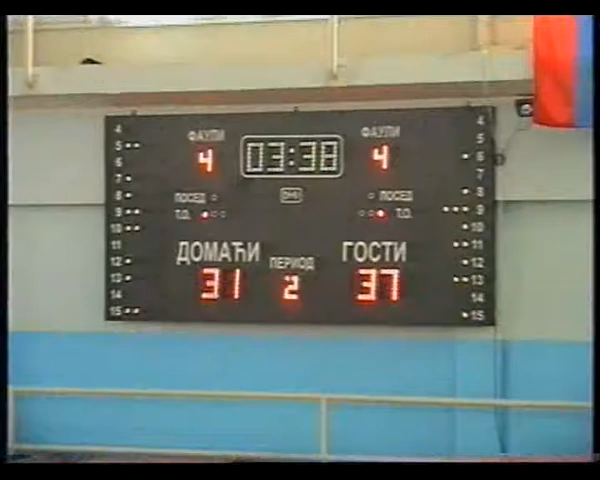 ФАУЛИ ФАУЛИ
4 03:38 4
ПОСЕД ПОСЕД
Т.О. Т.О.
ДОМАЋИ ПЕРИОД ГОСТИ
31 2 37
4 4
5 5
6 6
7 7
8 8
9 9
10 10
11 11
12 12
13 13
14 14
15 15